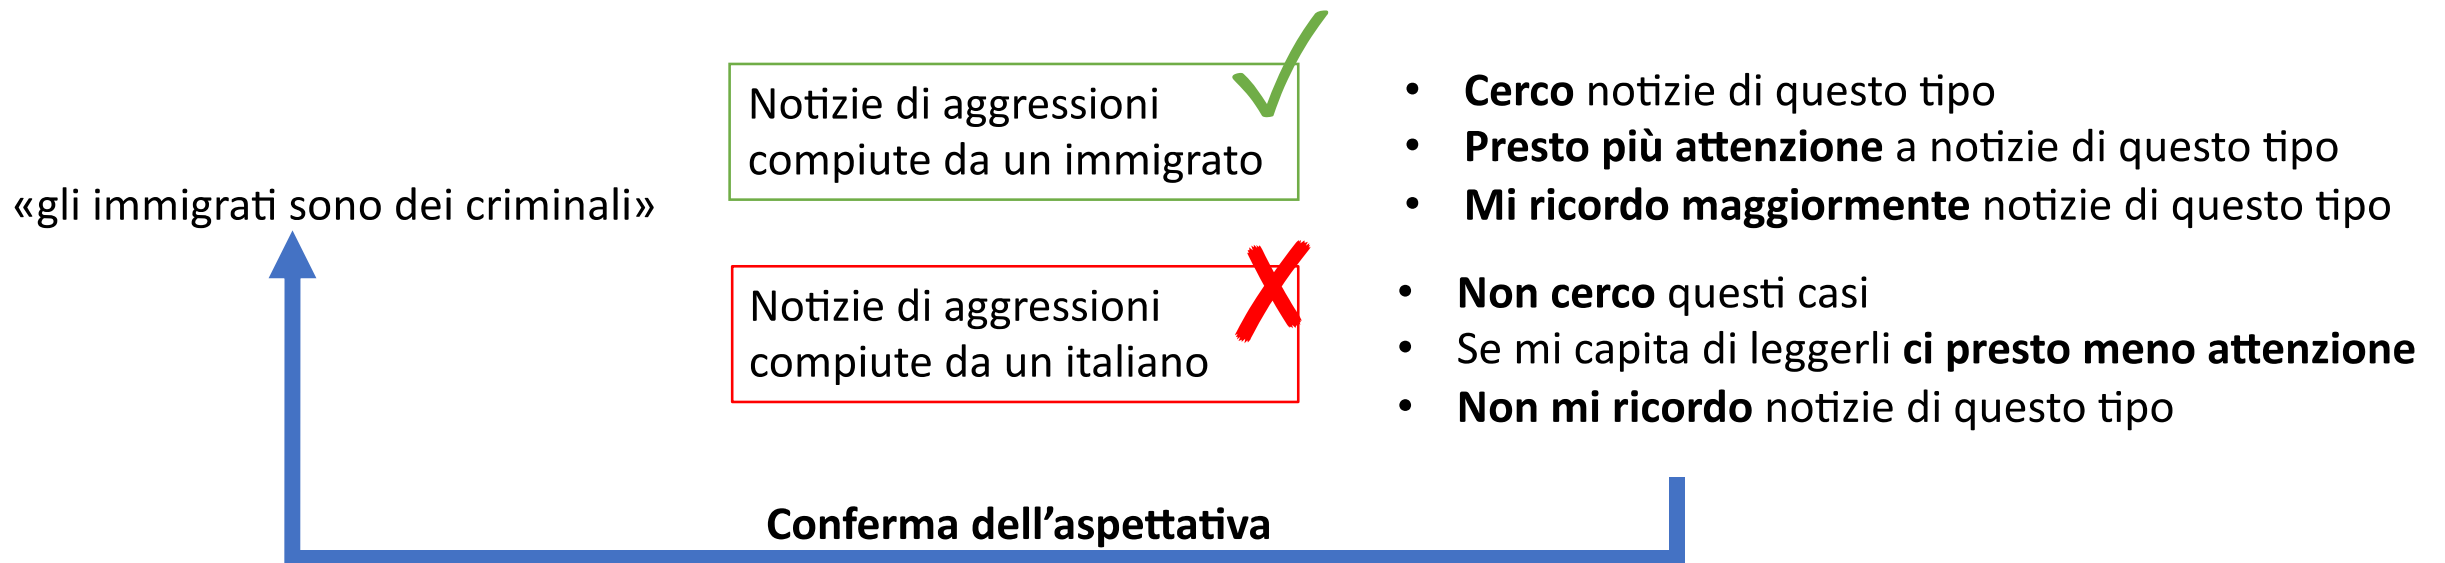 «gli immigrati sono dei criminali»
Notizie di aggressioni
compiute da un immigrato
• Cerco notizie di questo tipo
• Presto più attenzione a notizie di questo tipo
• Mi ricordo maggiormente notizie di questo tipo
Notizie di aggressioni
compiute da un italiano
• Non cerco questi casi
• Se mi capita di leggerli ci presto meno attenzione
• Non mi ricordo notizie di questo tipo
Conferma dell’aspettativa